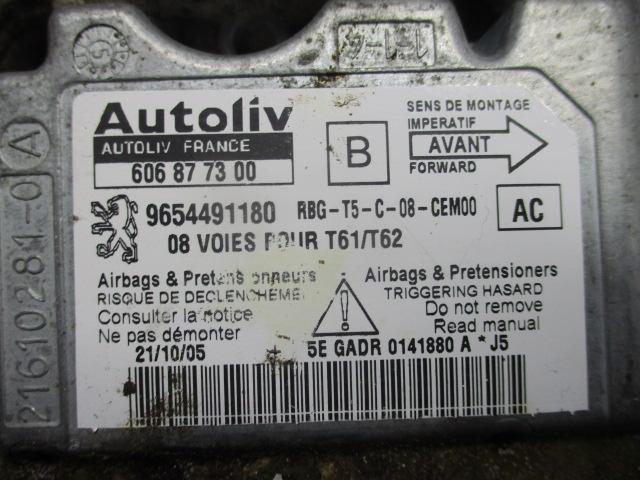 Autoliv
AUTOLIV FRANCE
606 87 73 00
B
SENS DE MONTAGE
IMPERATIF
AVANT
FORWARD
9654491180 RBG-T5-C-08-CEM00
AC
08 VOIES POUR T61/T62
Airbags & Pretensionneurs
RISQUE DE DECLENCHEME
Consulter la notice
Ne pas démonter
Airbags & Pretensioners
TRIGGERING HASARD
Do not remove
Read manual
21/10/05
5E GADR 0141880 A * J5
21610281-0 A